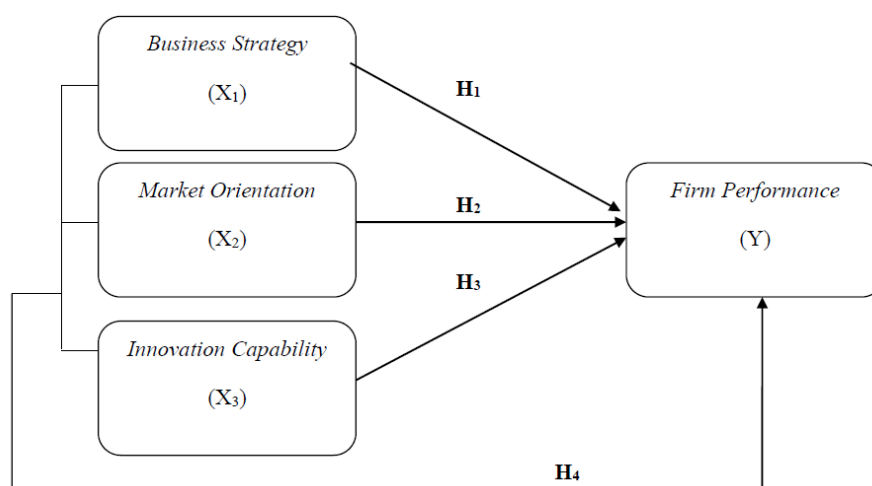 Business Strategy
(X₁)
H₁
Market Orientation
(X₂)
H₂
Firm Performance
(Y)
H₃
Innovation Capability
(X₃)
H₄